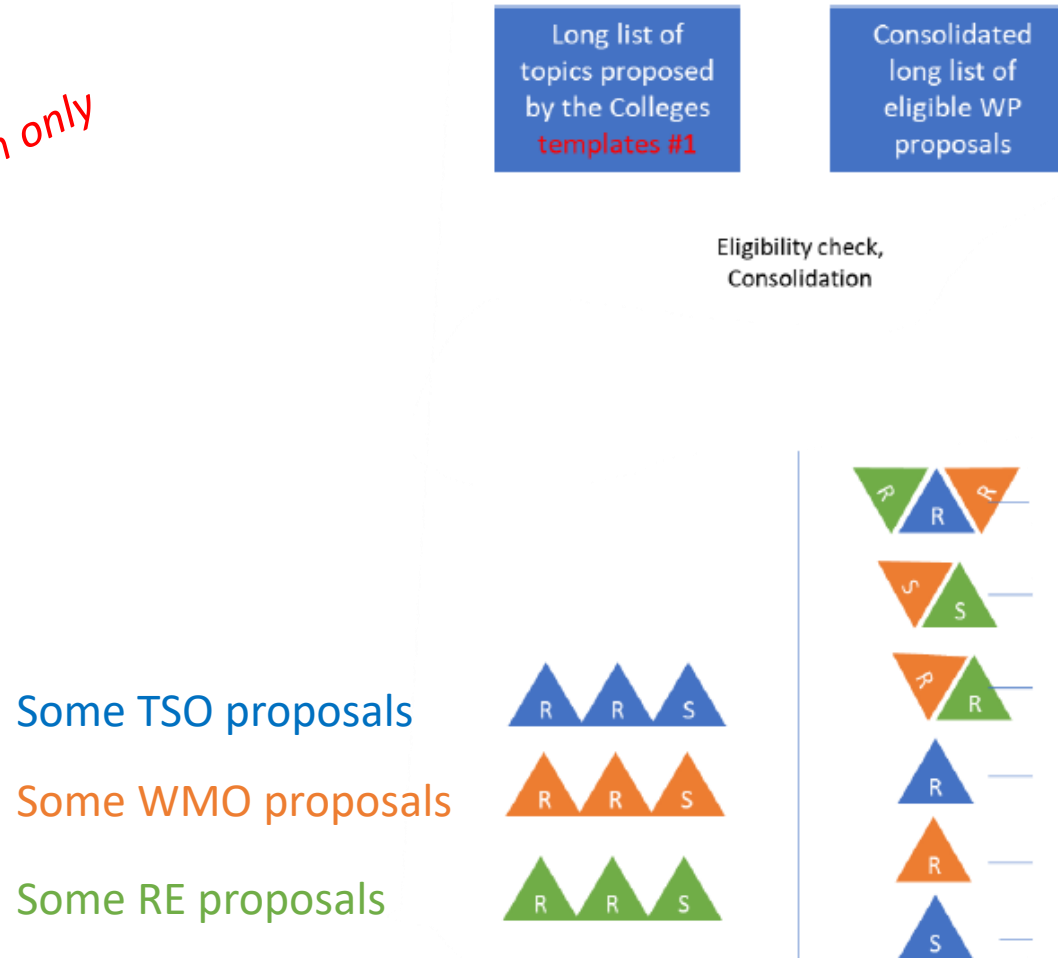 only
Long list of
topics proposed
by the Colleges
templates #1
Consolidated
long list of
eligible WP
proposals
Eligibility check,
Consolidation
R R R
S S
R R
Some TSO proposals
R R S
R
Some WMO proposals
R R S
R
Some RE proposals
R R S
S